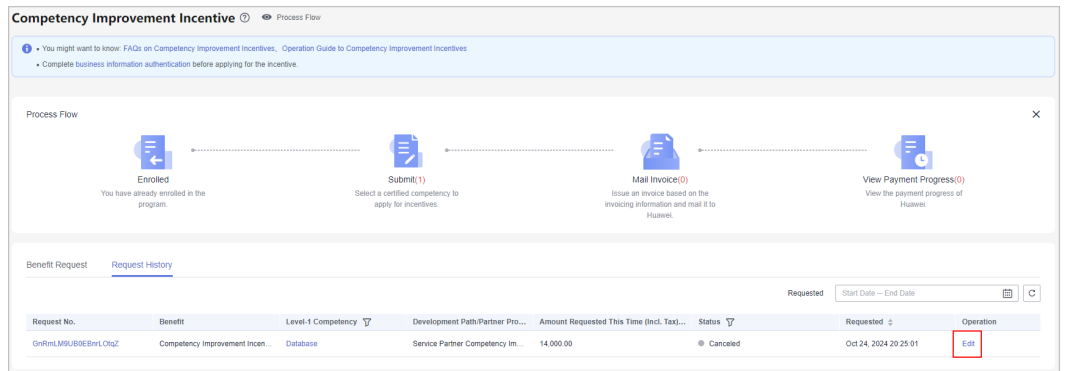 Competency Improvement Incentive ? Process Flow
• You might want to know: FAQs on Competency Improvement Incentives、Operation Guide to Competency Improvement Incentives
• Complete business information authentication before applying for the incentive.
Process Flow
Enrolled
You have already enrolled in the
program.
Submit(1)
Select a certified competency to
apply for incentives.
Mail Invoice(0)
Issue an invoice based on the
invoicing information and mail it to
Huawei.
View Payment Progress(0)
View the payment progress of
Huawei.
Benefit Request Request History
Requested Start Date – End Date
Request No. Benefit Level-1 Competency Development Path/Partner Pro... Amount Requested This Time (Incl. Tax)... Status Requested Operation
GnRmLM9UB0EBnrLOtqZ Competency Improvement Incen... Database Service Partner Competency Im... 14,000.00 Canceled Oct 24, 2024 20:25:01 Edit